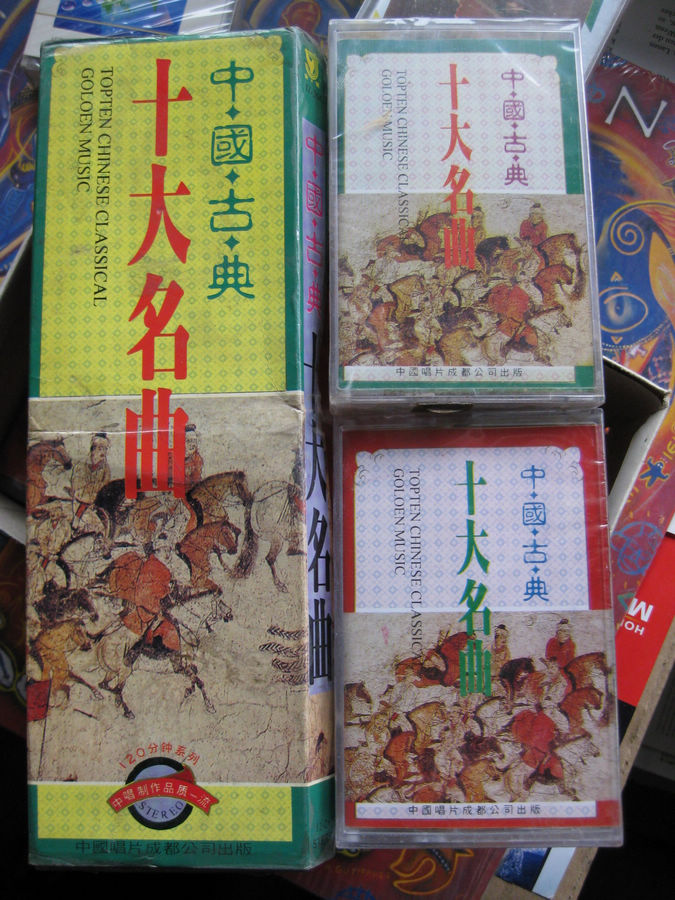 中國古典
十大名曲
TOPTEN CHINESE CLASSICAL
GOLOEN MUSIC
120分钟系列
中唱制作品质一流
STEREO
中國唱片成都公司出版
中國古典
十大名曲
中國古典
十大名曲
TOPTEN CHINESE CLASSICAL
GOLOEN MUSIC
中國唱片成都公司出版
中國古典
十大名曲
TOPTEN CHINESE CLASSIC
GOLOEN MUSIC
中國唱片成都公司出版
N
HO
M